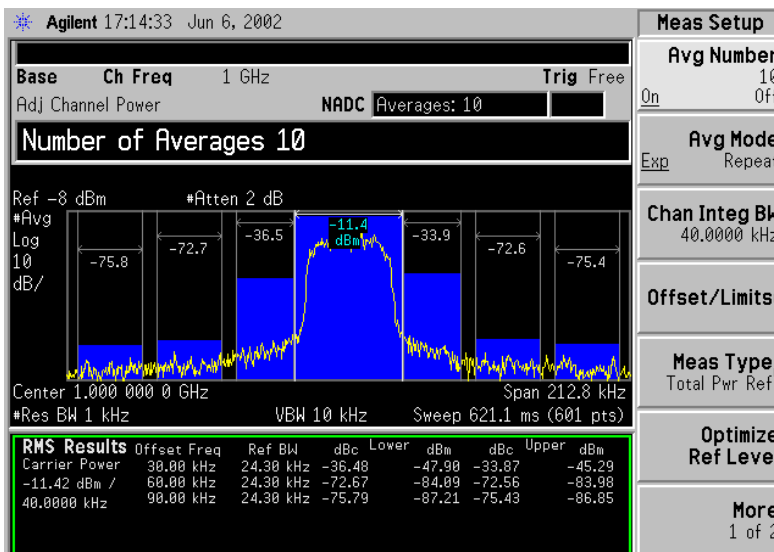 Agilent 17:14:33 Jun 6, 2002
Base Ch Freq 1 GHz Trig Free
Adj Channel Power NADC Averages: 10
Number of Averages 10
Ref -8 dBm #Atten 2 dB
#Avg
Log
10
dB/
-75.8 -72.7 -36.5 -11.4 dBm -33.9 -72.6 -75.4
Center 1.000 000 0 GHz Span 212.8 kHz
#Res BW 1 kHz VBW 10 kHz Sweep 621.1 ms (601 pts)
RMS Results Offset Freq Ref BW dBc Lower dBm dBc Upper dBm
Carrier Power 30.00 kHz 24.30 kHz -36.48 -47.90 -33.87 -45.29
-11.42 dBm / 60.00 kHz 24.30 kHz -72.67 -84.09 -72.56 -83.98
40.0000 kHz 90.00 kHz 24.30 kHz -75.79 -87.21 -75.43 -86.85
Meas Setup
Avg Number
10
On Off
Avg Mode
Exp Repeat
Chan Integ BW
40.0000 kHz
Offset/Limits
Meas Type
Total Pwr Ref
Optimize
Ref Level
More
1 of 2